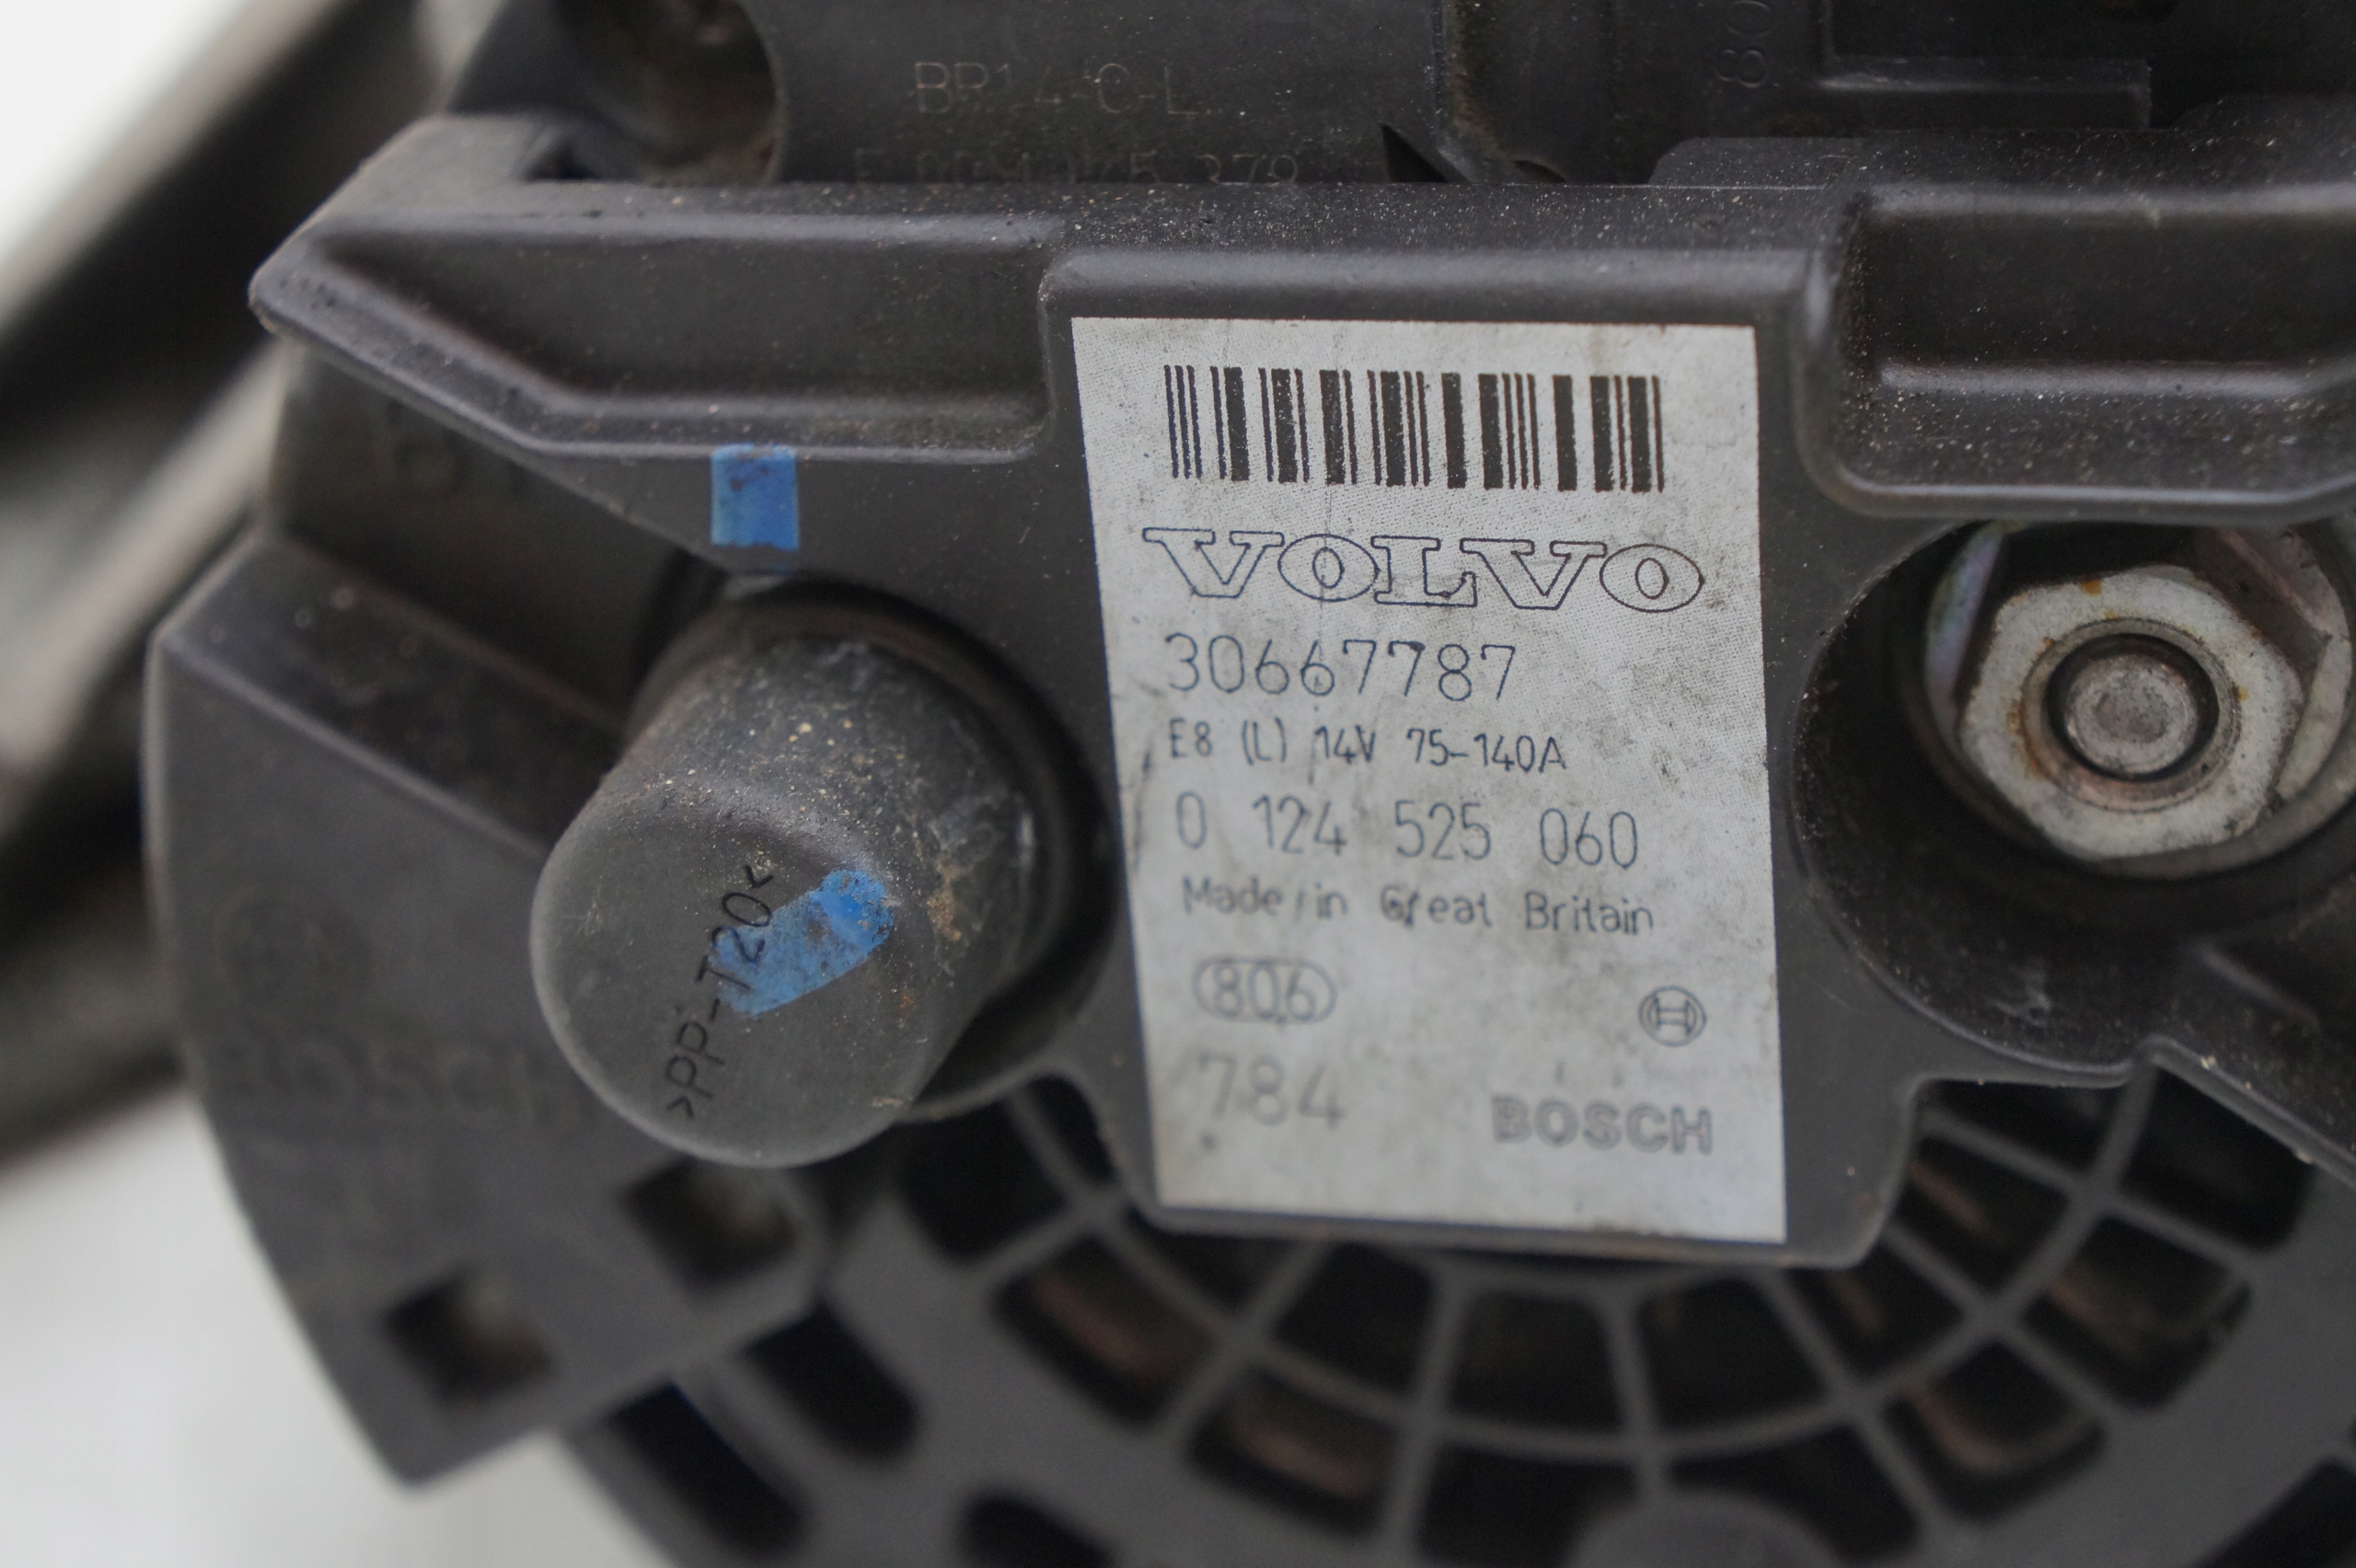 BR14-C-L
VOLVO
30667787
E8 (L) 14V 75-140A
0 124 525 060
Made in Great Britain
806
784
BOSCH
>PP-T20<